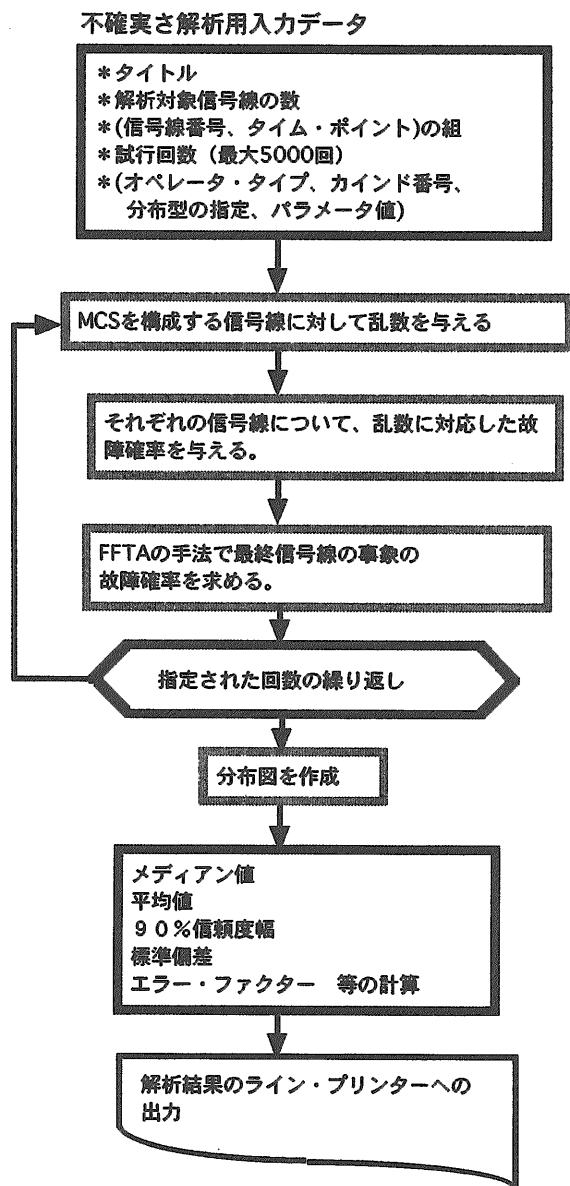 不確実さ解析用入力データ
＊タイトル
＊解析対象信号線の数
＊(信号線番号、タイム・ポイント)の組
＊試行回数（最大5000回）
＊(オペレータ・タイプ、カインド番号、
分布型の指定、パラメータ値)
MCSを構成する信号線に対して乱数を与える
それぞれの信号線について、乱数に対応した故
障確率を与える。
FFTAの手法で最終信号線の事象の
故障確率を求める。
指定された回数の繰り返し
分布図を作成
メディアン値
平均値
９０％信頼度幅
標準偏差
エラー・ファクター　等の計算
解析結果のライン・プリンターへの
出力